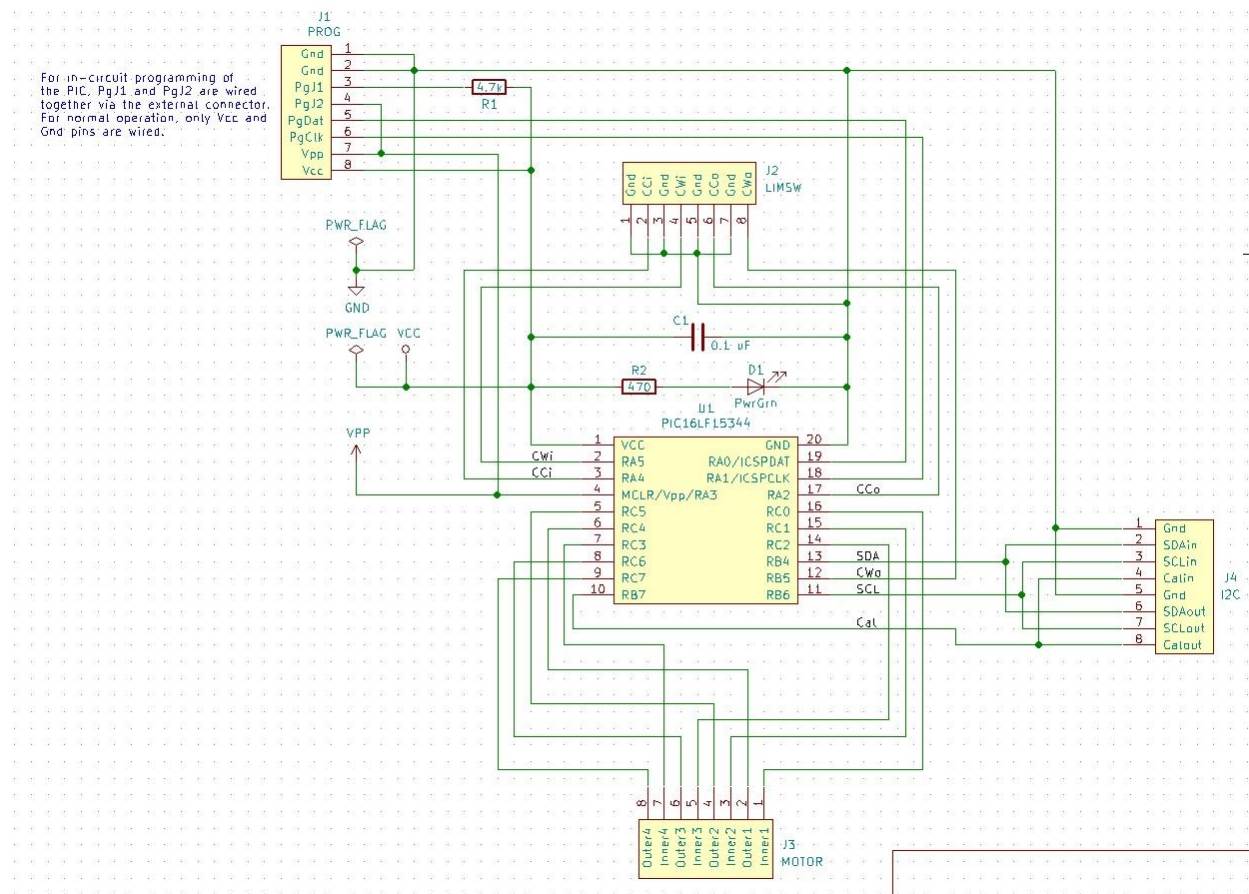 J1
PROG
Gnd 1
Gnd 2
PgJ1 3
PgJ2 4
PgDat 5
PgClk 6
Vpp 7
Vcc 8
For in-circuit programming of
the PIC, PgJ1 and PgJ2 are wired
together via the external connector.
For normal operation, only Vcc and
Gnd pins are wired.
4.7k
R1
J2
LIMSW
Gnd CCi Gnd CWi Gnd CCo Gnd CWo
1 2 3 4 5 6 7 8
PWR_FLAG
GND
PWR_FLAG VCC
C1
0.1 uF
R2
470
D1
PwrGrn
U1
PIC16LF15344
VPP
1 VCC GND 20
CWi 2 RA5 RA0/ICSPDAT 19
CCi 3 RA4 RA1/ICSPCLK 18
4 MCLR/Vpp/RA3 RA2 17 CCo
5 RC5 RC0 16
6 RC4 RC1 15
7 RC3 RC2 14
8 RC6 RB4 13 SDA
9 RC7 RB5 12 CWo
10 RB7 RB6 11 SCL
Cal
1 Gnd
2 SDAin
3 SCLin
4 Calin
5 Gnd
6 SDAout
7 SCLout
8 Calout
J4
I2C
8 7 6 5 4 3 2 1
Outer4 Inner4 Outer3 Inner3 Outer2 Inner2 Outer1 Inner1
J3
MOTOR